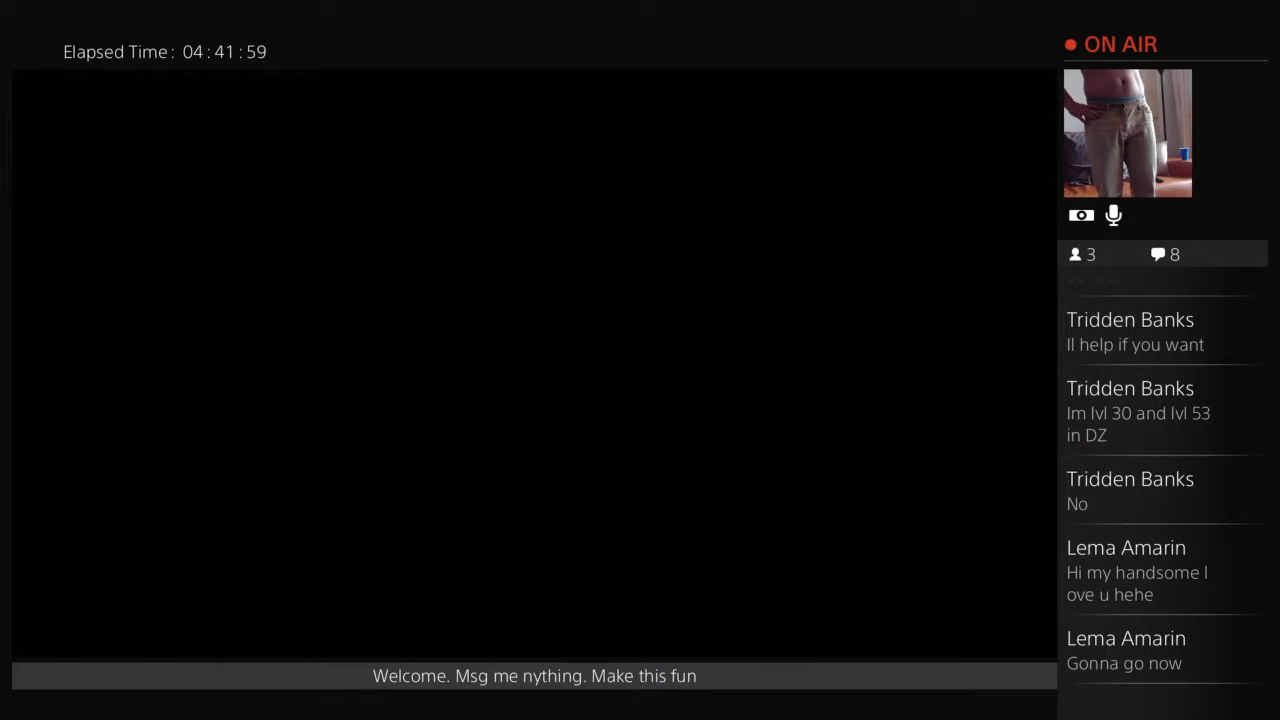 Elapsed Time: 04:41:59
ON AIR
3
8
Tridden Banks
Il help if you want
Tridden Banks
Im lvl 30 and lvl 53
in DZ
Tridden Banks
No
Lema Amarin
Hi my handsome l
ove u hehe
Lema Amarin
Gonna go now
Welcome. Msg me nything. Make this fun